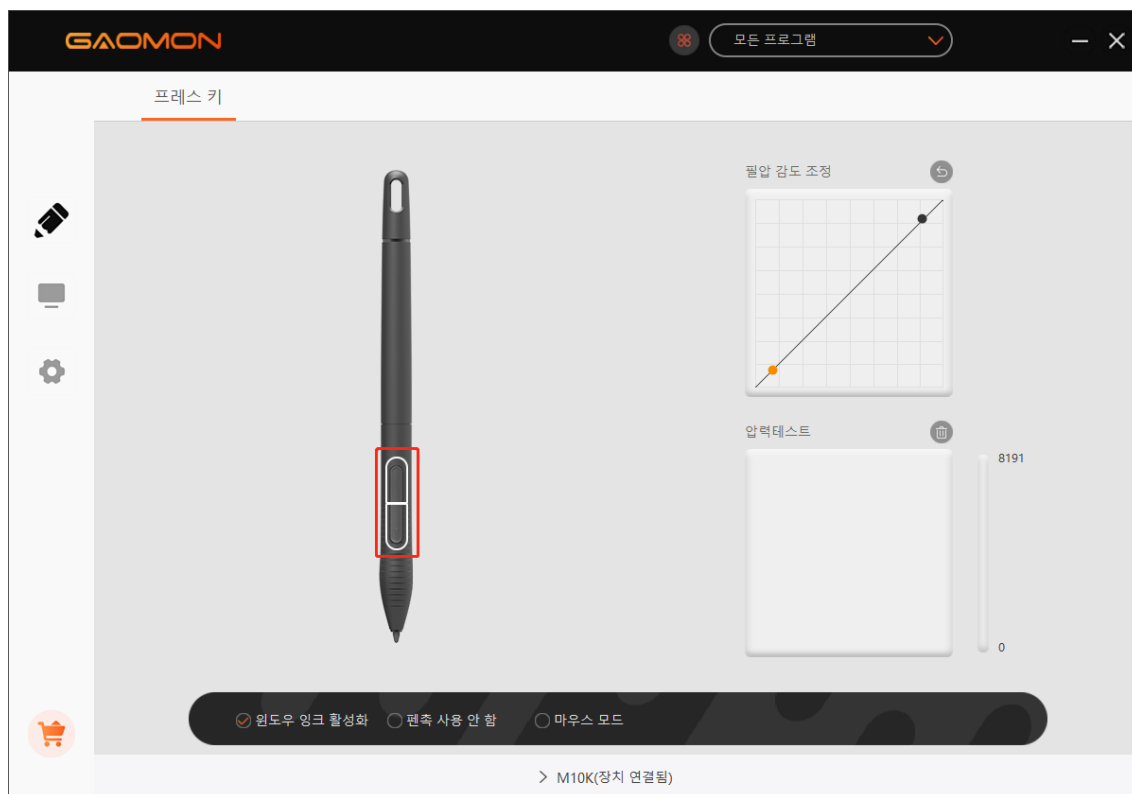 GAOMON
모든 프로그램
프레스 키
필압 감도 조정
압력테스트
8191
0
윈도우 잉크 활성화 펜촉 사용 안 함 마우스 모드
M10K(장치 연결됨)